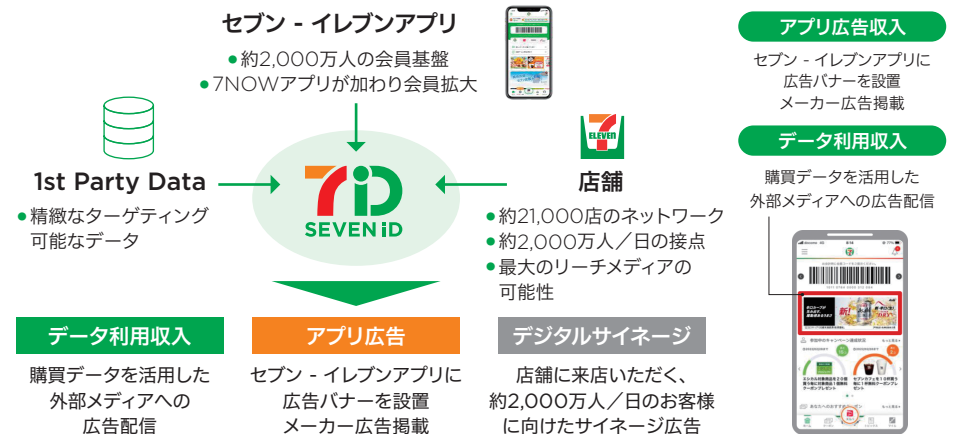 セブン‐イレブンアプリ
●約2,000万人の会員基盤
●7NOWアプリが加わり会員拡大
1st Party Data
●精緻なターゲティング
可能なデータ
7iD
SEVEN iD
7
ELEVEN
店舗
●約21,000店のネットワーク
●約2,000万人／日の接点
●最大のリーチメディアの
可能性
データ利用収入
購買データを活用した
外部メディアへの
広告配信
アプリ広告
セブン‐イレブンアプリに
広告バナーを設置
メーカー広告掲載
デジタルサイネージ
店舗に来店いただく、
約2,000万人／日のお客様
に向けたサイネージ広告
アプリ広告収入
セブン‐イレブンアプリに
広告バナーを設置
メーカー広告掲載
データ利用収入
購買データを活用した
外部メディアへの広告配信
新!